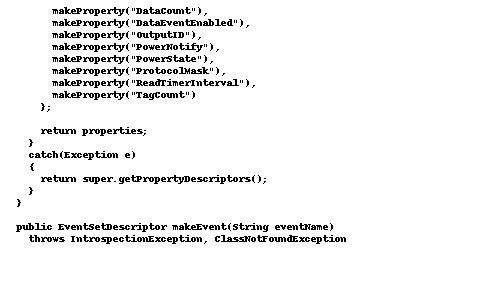 makeProperty("DataCount"),
makeProperty("DataEventEnabled"),
makeProperty("OutputID"),
makeProperty("PowerNotify"),
makeProperty("PowerState"),
makeProperty("ProtocolMask"),
makeProperty("ReadTimerInterval"),
makeProperty("TagCount")
};
return properties;
}
catch(Exception e)
{
return super.getPropertyDescriptors();
}
}
public EventSetDescriptor makeEvent(String eventName)
throws IntrospectionException, ClassNotFoundException